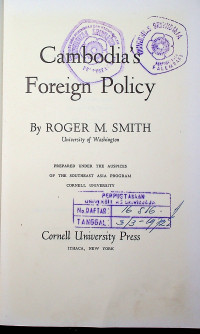 Cambodia's
Foreign Policy
By ROGER M. SMITH
University of Washington
PREPARED UNDER THE AUSPICES
OF THE SOUTHEAST ASIA PROGRAM
CORNELL UNIVERSITY
PERPUSTAKAAN
No DAFTAR :
TANGGAL :
Cornell University Press
ITHACA, NEW YORK